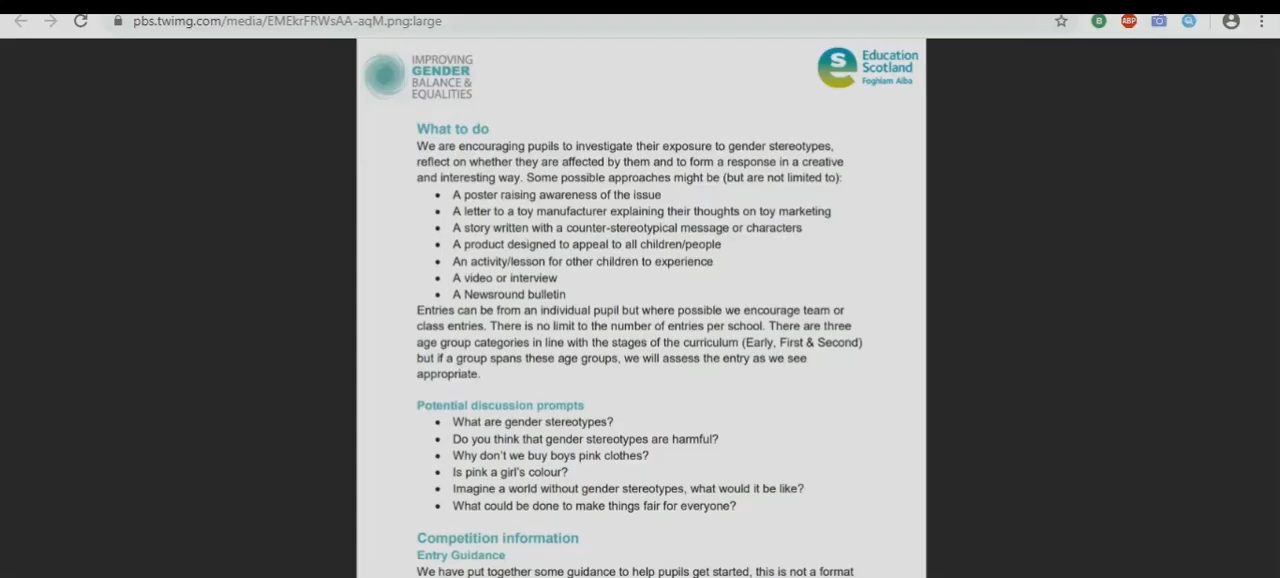 pbs.twimg.com/media/EMEkrFRWsAA-aqM.png:large
B
ABP
IMPROVING
GENDER
BALANCE &
EQUALITIES
S
Education
Scotland
Foghlam Alba
What to do
We are encouraging pupils to investigate their exposure to gender stereotypes,
reflect on whether they are affected by them and to form a response in a creative
and interesting way. Some possible approaches might be (but are not limited to):
• A poster raising awareness of the issue
• A letter to a toy manufacturer explaining their thoughts on toy marketing
• A story written with a counter-stereotypical message or characters
• A product designed to appeal to all children/people
• An activity/lesson for other children to experience
• A video or interview
• A Newsround bulletin
Entries can be from an individual pupil but where possible we encourage team or
class entries. There is no limit to the number of entries per school. There are three
age group categories in line with the stages of the curriculum (Early, First & Second)
but if a group spans these age groups, we will assess the entry as we see
appropriate.
Potential discussion prompts
• What are gender stereotypes?
• Do you think that gender stereotypes are harmful?
• Why don't we buy boys pink clothes?
• Is pink a girl's colour?
• Imagine a world without gender stereotypes, what would it be like?
• What could be done to make things fair for everyone?
Competition information
Entry Guidance
We have put together some guidance to help pupils get started, this is not a format